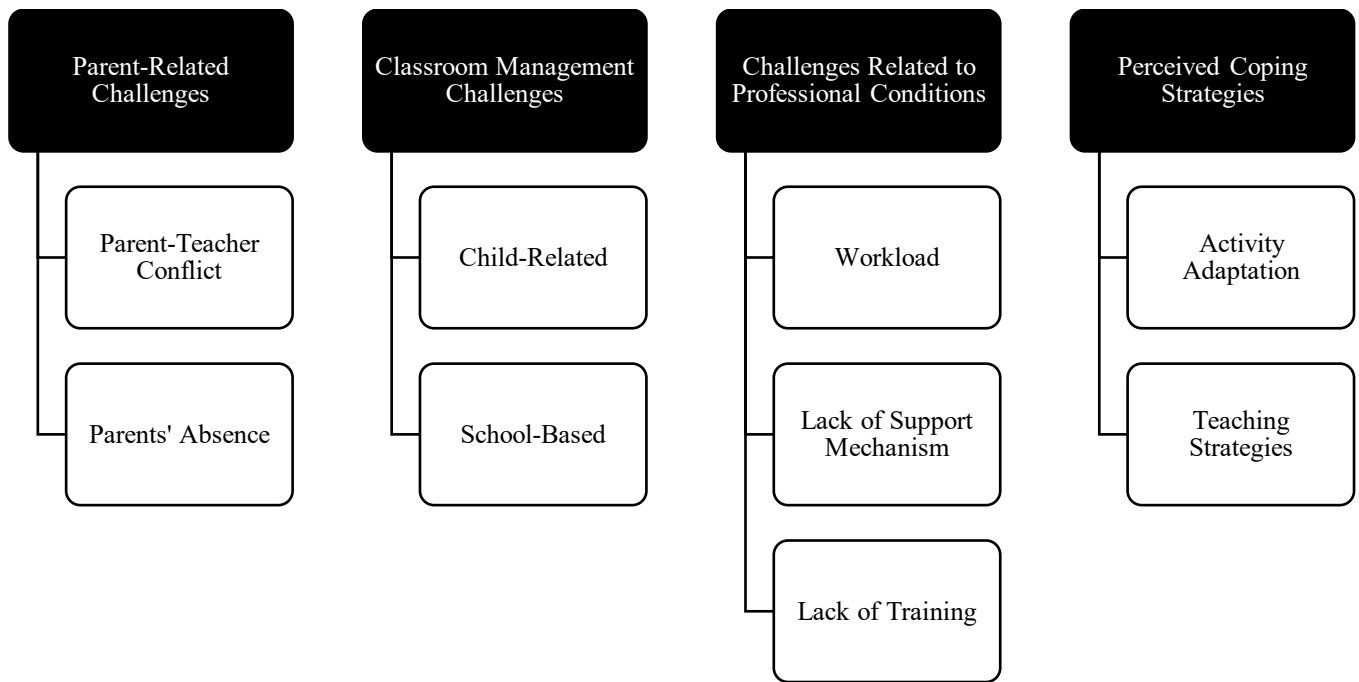 Parent-Related
Challenges
Parent-Teacher
Conflict
Parents' Absence
Classroom Management
Challenges
Child-Related
School-Based
Challenges Related to
Professional Conditions
Workload
Lack of Support
Mechanism
Lack of Training
Perceived Coping
Strategies
Activity
Adaptation
Teaching
Strategies